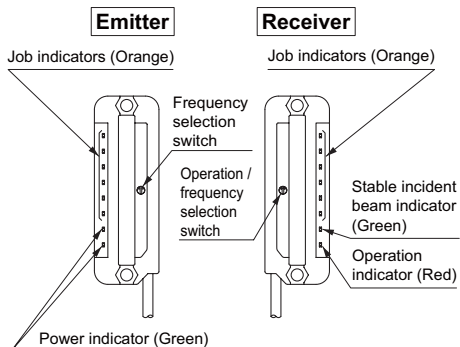 Emitter
Receiver
Job indicators (Orange)
Job indicators (Orange)
Frequency
selection
switch
Operation /
frequency
selection
switch
Stable incident
beam indicator
(Green)
Operation
indicator (Red)
Power indicator (Green)